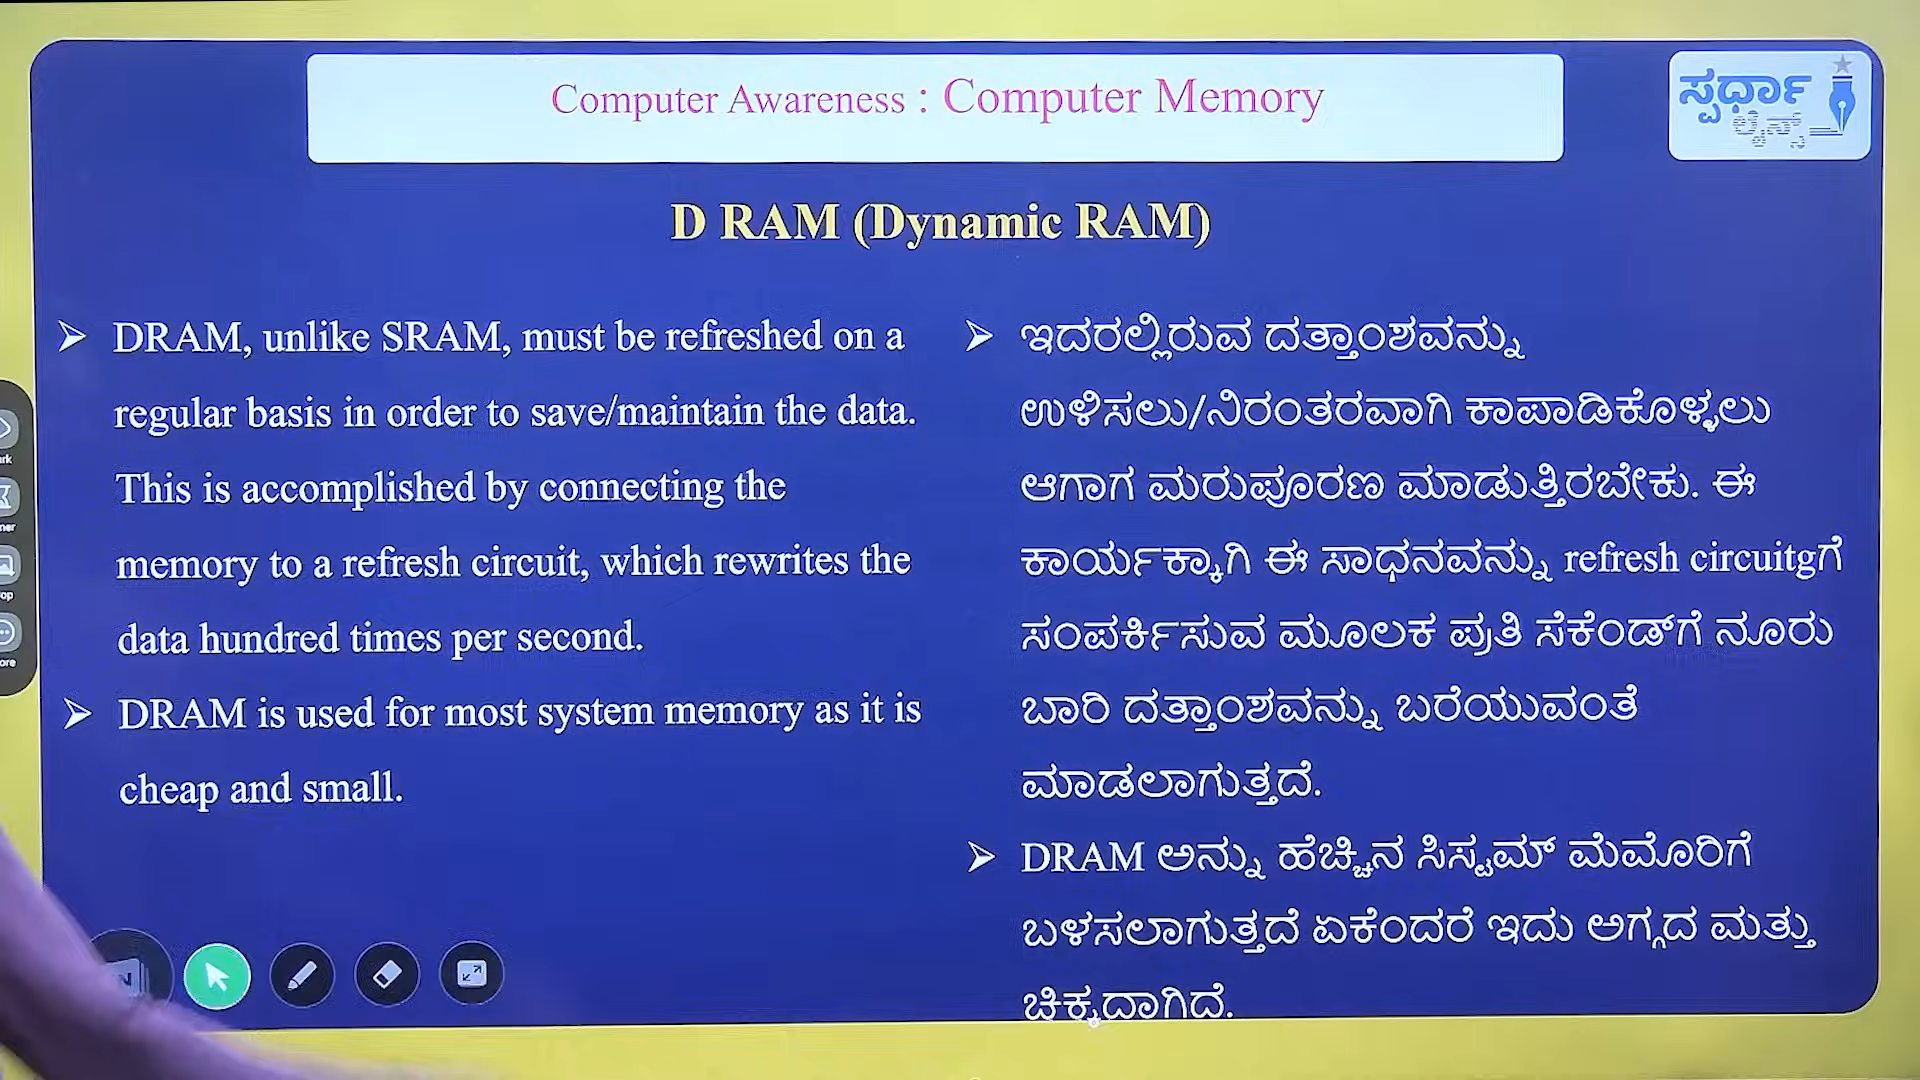 Computer Awareness : Computer Memory
ಸ್ಪರ್ಧಾ
D RAM (Dynamic RAM)
➢ DRAM, unlike SRAM, must be refreshed on a
regular basis in order to save/maintain the data.
This is accomplished by connecting the
memory to a refresh circuit, which rewrites the
data hundred times per second.
➢ DRAM is used for most system memory as it is
cheap and small.
➢ ಇದರಲ್ಲಿರುವ ದತ್ತಾಂಶವನ್ನು
ಉಳಿಸಲು/ನಿರಂತರವಾಗಿ ಕಾಪಾಡಿಕೊಳ್ಳಲು
ಆಗಾಗ ಮರುಪೂರಣ ಮಾಡುತ್ತಿರಬೇಕು. ಈ
ಕಾರ್ಯಕ್ಕಾಗಿ ಈ ಸಾಧನವನ್ನು refresh circuitgಗೆ
ಸಂಪರ್ಕಿಸುವ ಮೂಲಕ ಪ್ರತಿ ಸೆಕೆಂಡ್‌ಗೆ ನೂರು
ಬಾರಿ ದತ್ತಾಂಶವನ್ನು ಬರೆಯುವಂತೆ
ಮಾಡಲಾಗುತ್ತದೆ.
➢ DRAM ಅನ್ನು ಹೆಚ್ಚಿನ ಸಿಸ್ಟಮ್ ಮೆಮೊರಿಗೆ
ಬಳಸಲಾಗುತ್ತದೆ ಏಕೆಂದರೆ ಇದು ಅಗ್ಗದ ಮತ್ತು
ಚಿಕ್ಕದಾಗಿದೆ.